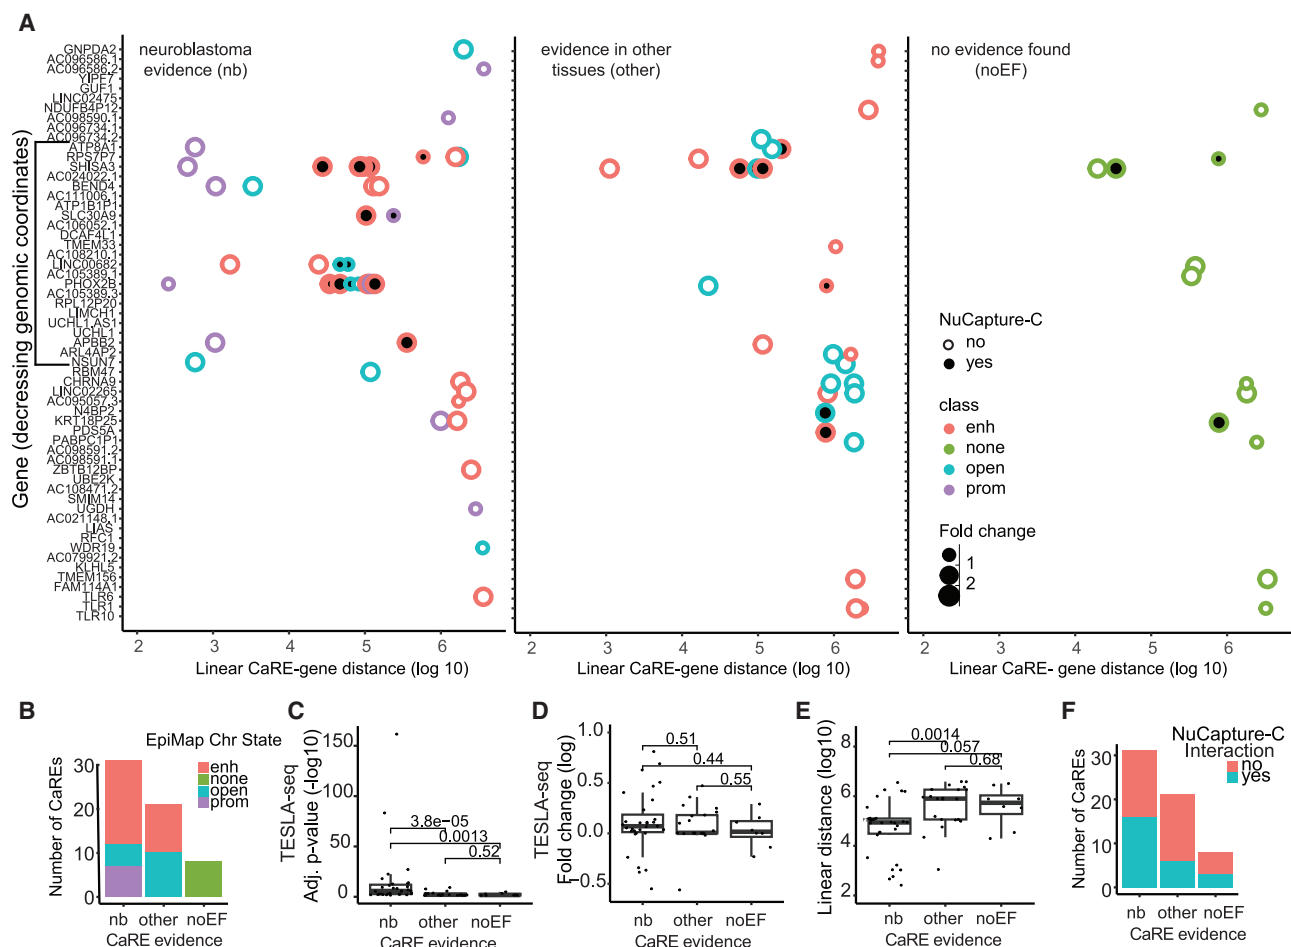 A
Gene (decressing genomic coordinates)
GNPDA2
AC096586.1
AC096586.2
YIPF7
GUF1
LINC02475
NDUFB4P12
AC098590.1
AC096734.1
AC096734.2
ATP8A1
RPS7P7
SHISA3
AC024022.1
BEND4
AC111006.1
ATP1B1P1
SLC30A9
AC106052.1
DCAF4L1
TMEM33
AC108210.1
LINC00682
AC105389.1
PHOX2B
AC105389.3
RPL12P20
LIMCH1
UCHL1.AS1
UCHL1
APBB2
ARL4AP2
NSUN7
RBM47
CHRNA9
LINC02265
AC095057.3
N4BP2
KRT18P25
PDS5A
PABPC1P1
AC098591.2
AC098591.1
ZBTB12BP
UBE2K
AC108471.2
SMIM14
UGDH
AC021148.1
LIAS
RFC1
WDR19
AC079921.2
KLHL5
TMEM156
FAM114A1
TLR6
TLR1
TLR10
neuroblastoma
evidence (nb)
2 3 4 5 6
Linear CaRE-gene distance (log 10)
evidence in other
tissues (other)
2 3 4 5 6
Linear CaRE-gene distance (log 10)
no evidence found
(noEF)
2 3 4 5 6
Linear CaRE- gene distance (log 10)
NuCapture-C
no
yes
class
enh
none
open
prom
Fold change
1
2
B
EpiMap Chr State
enh
none
open
prom
Number of CaREs
30
20
10
0
nb other noEF
CaRE evidence
C
TESLA-seq
Adj. p-value (-log10)
150
100
50
0
3.8e-05
0.0013
0.52
nb other noEF
CaRE evidence
D
TESLA-seq
Fold change (log)
1.0
0.5
0.0
−0.5
0.51
0.44
0.55
nb other noEF
CaRE evidence
E
Linear distance (log10)
8
6
4
2
0.0014
0.057
0.68
nb other noEF
CaRE evidence
F
NuCapture-C
Interaction
no
yes
Number of CaREs
30
20
10
0
nb other noEF
CaRE evidence